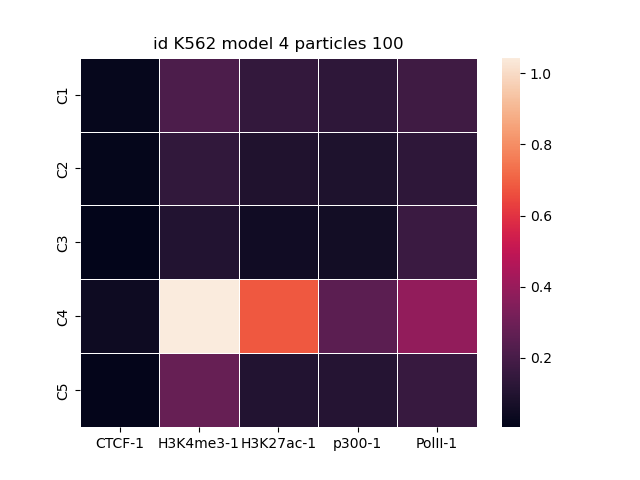 id K562 model 4 particles 100
C1
C2
C3
C4
C5
CTCF-1 H3K4me3-1 H3K27ac-1 p300-1 PolII-1
1.0
0.8
0.6
0.4
0.2